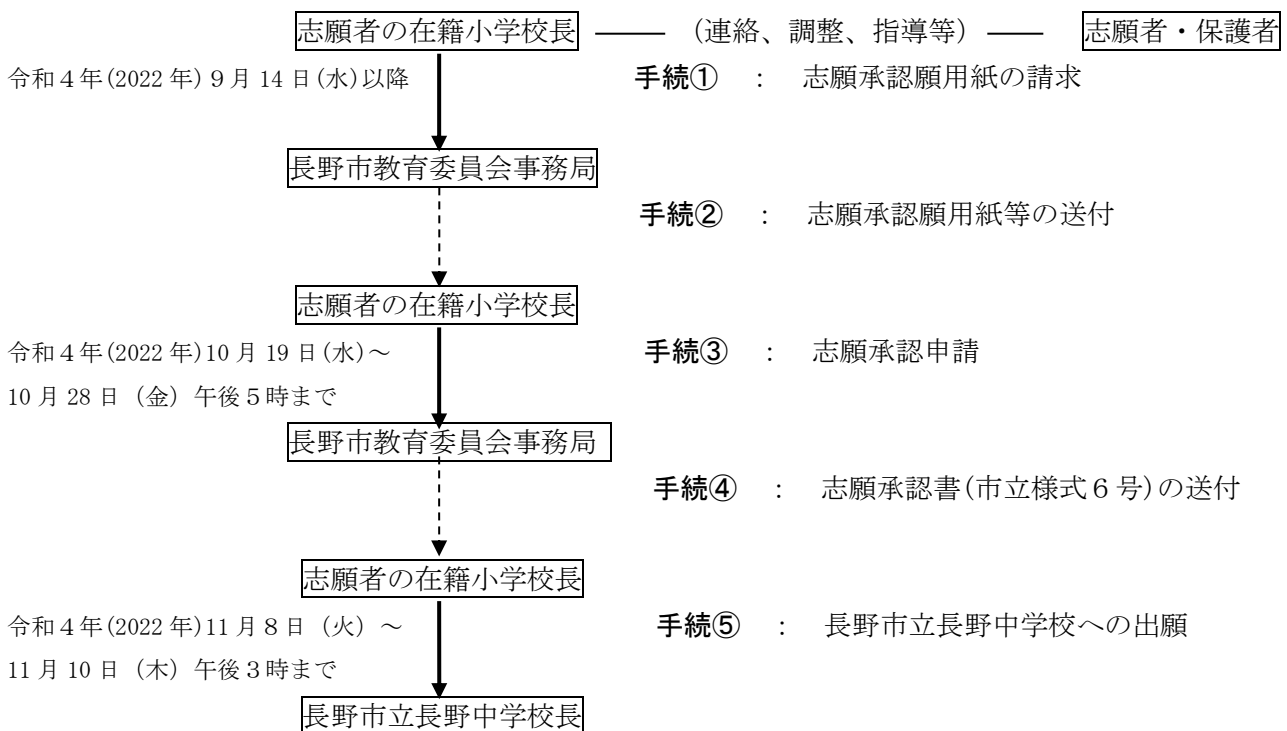 志願者の在籍小学校長 ―― (連絡、調整、指導等) ―― 志願者・保護者
令和４年(2022 年)９月 14 日(水)以降 手続① : 志願承認願用紙の請求
長野市教育委員会事務局
手続② : 志願承認願用紙等の送付
志願者の在籍小学校長
令和４年(2022 年)10 月 19 日(水)～ 手続③ : 志願承認申請
10 月 28 日（金）午後５時まで
長野市教育委員会事務局
手続④ : 志願承認書(市立様式６号)の送付
志願者の在籍小学校長
令和４年(2022 年)11 月８日（火）～ 手続⑤ : 長野市立長野中学校への出願
11 月 10 日（木）午後３時まで
長野市立長野中学校長